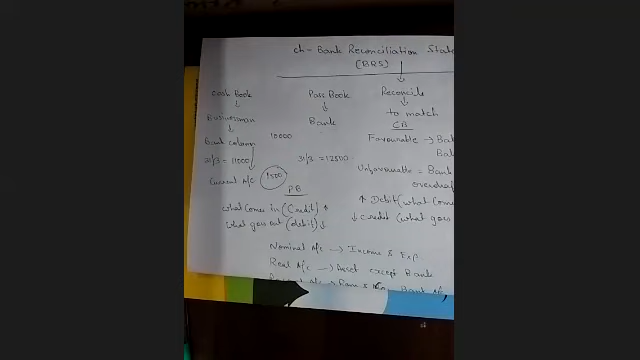 ch- Bank Reconciliation State
[BRS]
Cash Book Pass Book Reconcile
Businessman Bank to match
CB
Bank column 10000 Favourable → Bal
Bal
31/3 = 11000 31/3 = 12500
Unfavourable = Bank
overdraf
Current A/C 1500
PB
↑ Debit (what come
What comes in (Credit) ↑
↓ credit (what goes
What goes out (debit) ↓
Nominal A/c → Income & Exp.
Real A/c → Asset except Bank
Bank A/c